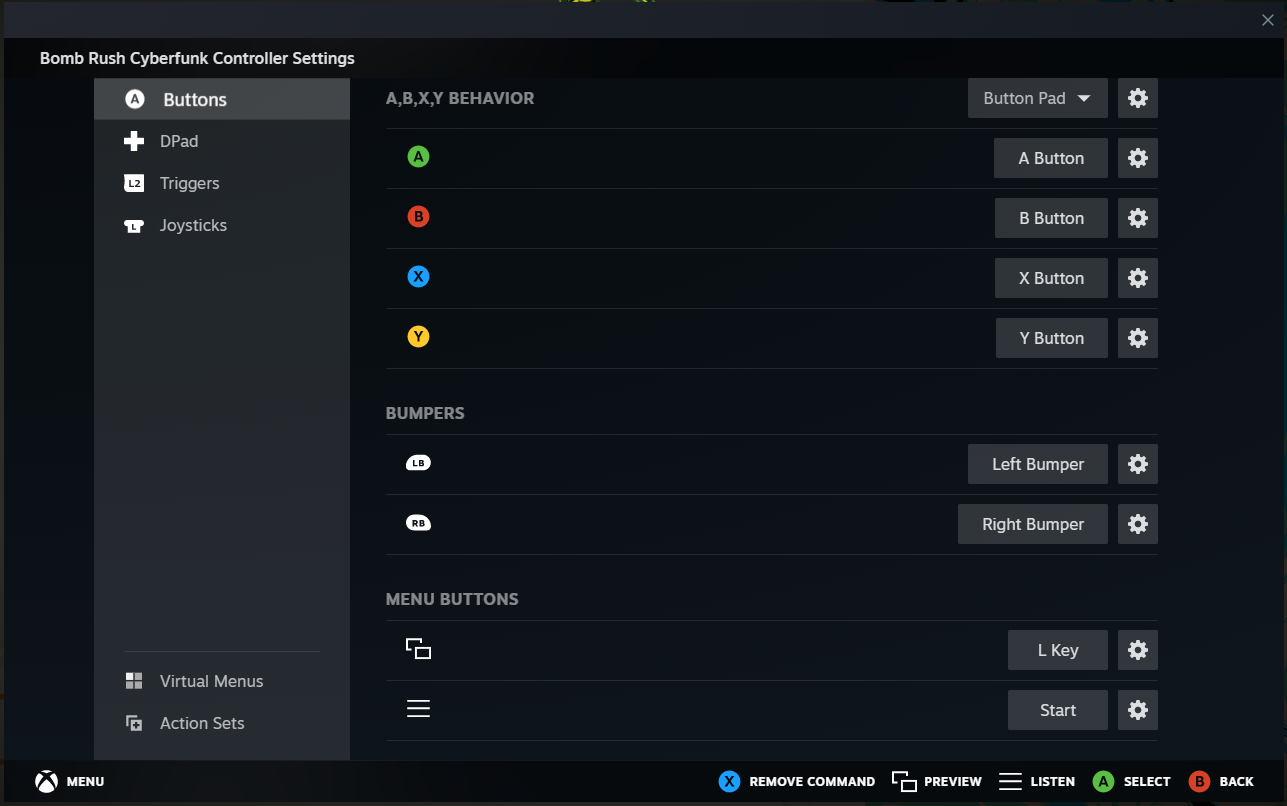 Bomb Rush Cyberfunk Controller Settings
A Buttons
DPad
L2 Triggers
L Joysticks
Virtual Menus
Action Sets
A,B,X,Y BEHAVIOR Button Pad
A A Button
B B Button
X X Button
Y Y Button
BUMPERS
LB Left Bumper
RB Right Bumper
MENU BUTTONS
L Key
Start
MENU X REMOVE COMMAND PREVIEW LISTEN A SELECT B BACK